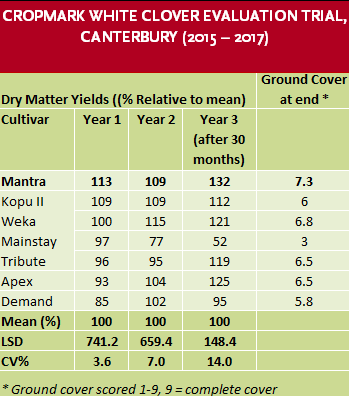 CROPMARK WHITE CLOVER EVALUATION TRIAL,
CANTERBURY (2015 – 2017)
Dry Matter Yields ((% Relative to mean) Ground Cover at end *
Cultivar Year 1 Year 2 Year 3 (after 30 months)
Mantra 113 109 132 7.3
Kopu II 109 109 112 6
Weka 100 115 121 6.8
Mainstay 97 77 52 3
Tribute 96 95 119 6.5
Apex 93 104 125 6.5
Demand 85 102 95 5.8
Mean (%) 100 100 100
LSD 741.2 659.4 148.4
CV% 3.6 7.0 14.0
* Ground cover scored 1-9, 9 = complete cover